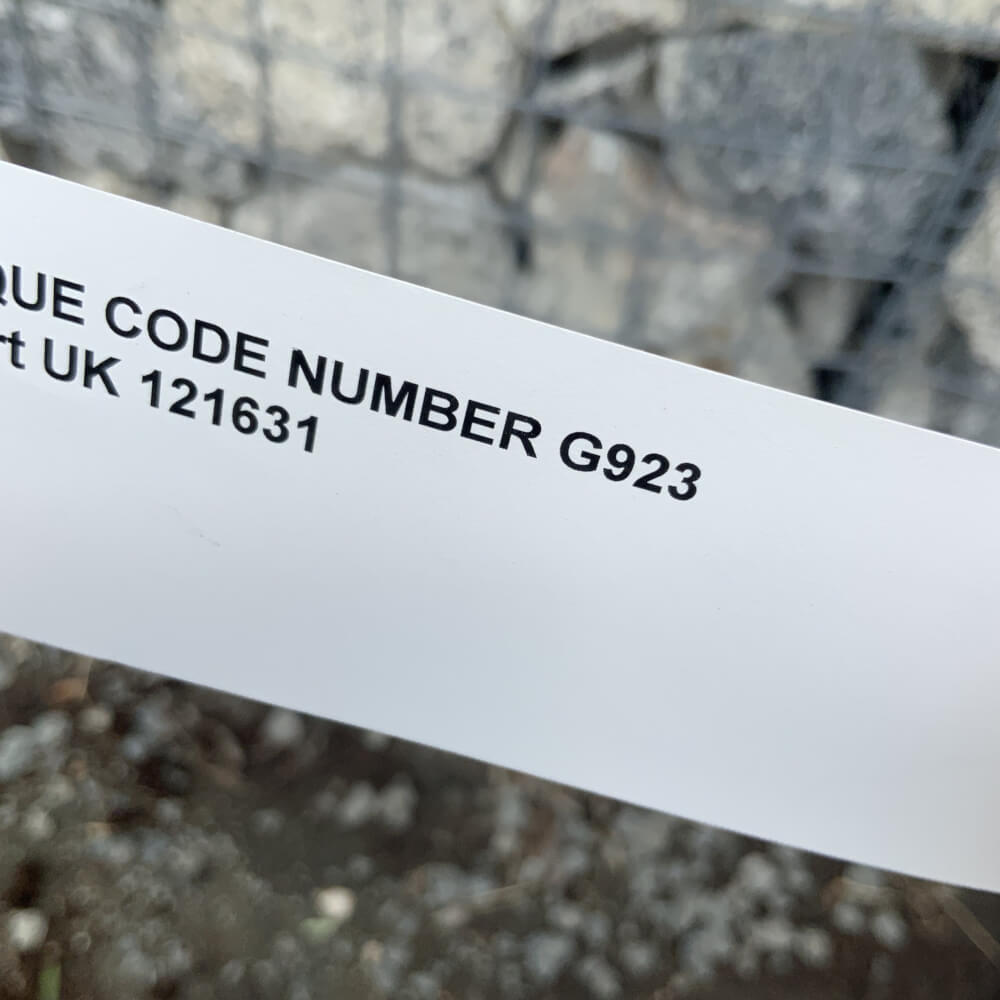 QUE CODE NUMBER G923
rt UK 121631